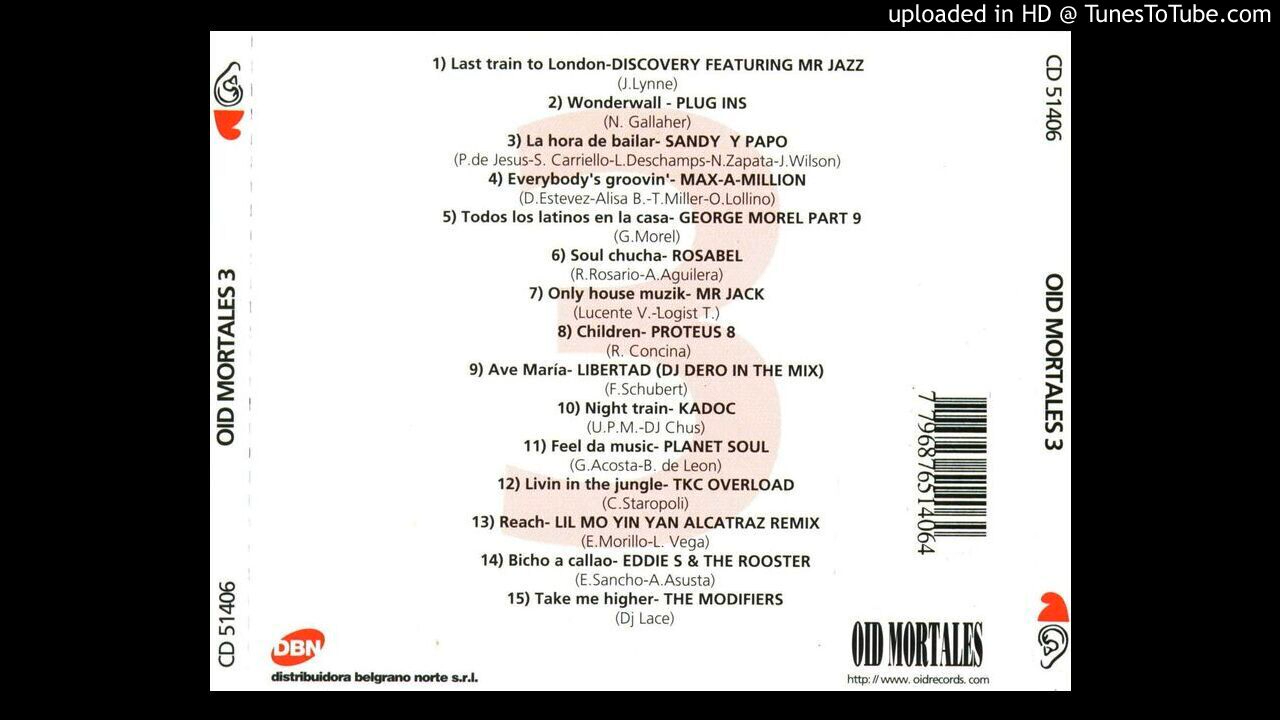 uploaded in HD @ TunesToTube.com
1) Last train to London-DISCOVERY FEATURING MR JAZZ
(J.Lynne)
2) Wonderwall - PLUG INS
(N. Gallaher)
3) La hora de bailar- SANDY Y PAPO
(P.de Jesus-S. Carriello-L.Deschamps-N.Zapata-J.Wilson)
4) Everybody's groovin'- MAX-A-MILLION
(D.Estevez-Alisa B.-T.Miller-O.Lollino)
5) Todos los latinos en la casa- GEORGE MOREL PART 9
(G.Morel)
6) Soul chucha- ROSABEL
(R.Rosario-A.Aguilera)
7) Only house muzik- MR JACK
(Lucente V.-Logist T.)
8) Children- PROTEUS 8
(R. Concina)
9) Ave María- LIBERTAD (DJ DERO IN THE MIX)
(F.Schubert)
10) Night train- KADOC
(U.P.M.-DJ Chus)
11) Feel da music- PLANET SOUL
(G.Acosta-B. de Leon)
12) Livin in the jungle- TKC OVERLOAD
(C.Staropoli)
13) Reach- LIL MO YIN YAN ALCATRAZ REMIX
(E.Morillo-L. Vega)
14) Bicho a callao- EDDIE S & THE ROOSTER
(E.Sancho-A.Asusta)
15) Take me higher- THE MODIFIERS
(Dj Lace)
3
OID MORTALES 3
CD 51406
CD 51406
OID MORTALES 3
7 79687651406 4
DBN
distribuidora belgrano norte s.r.l.
OID MORTALES
http://www. oidrecords. com